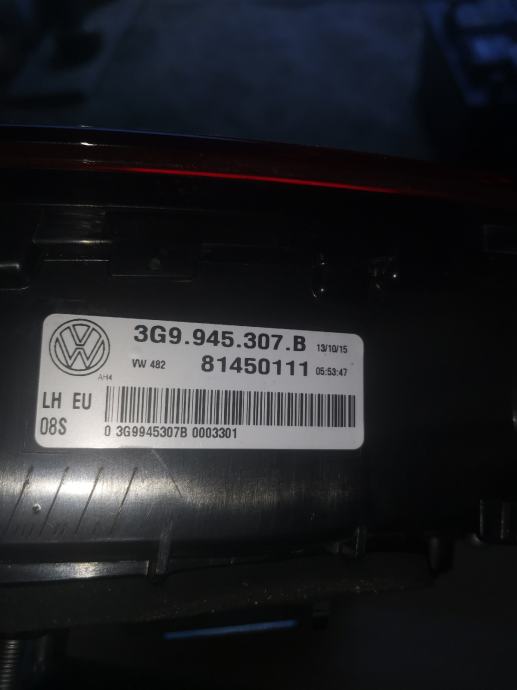 3G9.945.307.B 13/10/15
VW 482 81450111 05:53:47
AH4
LH EU
08S
0 3G9945307B 0003301